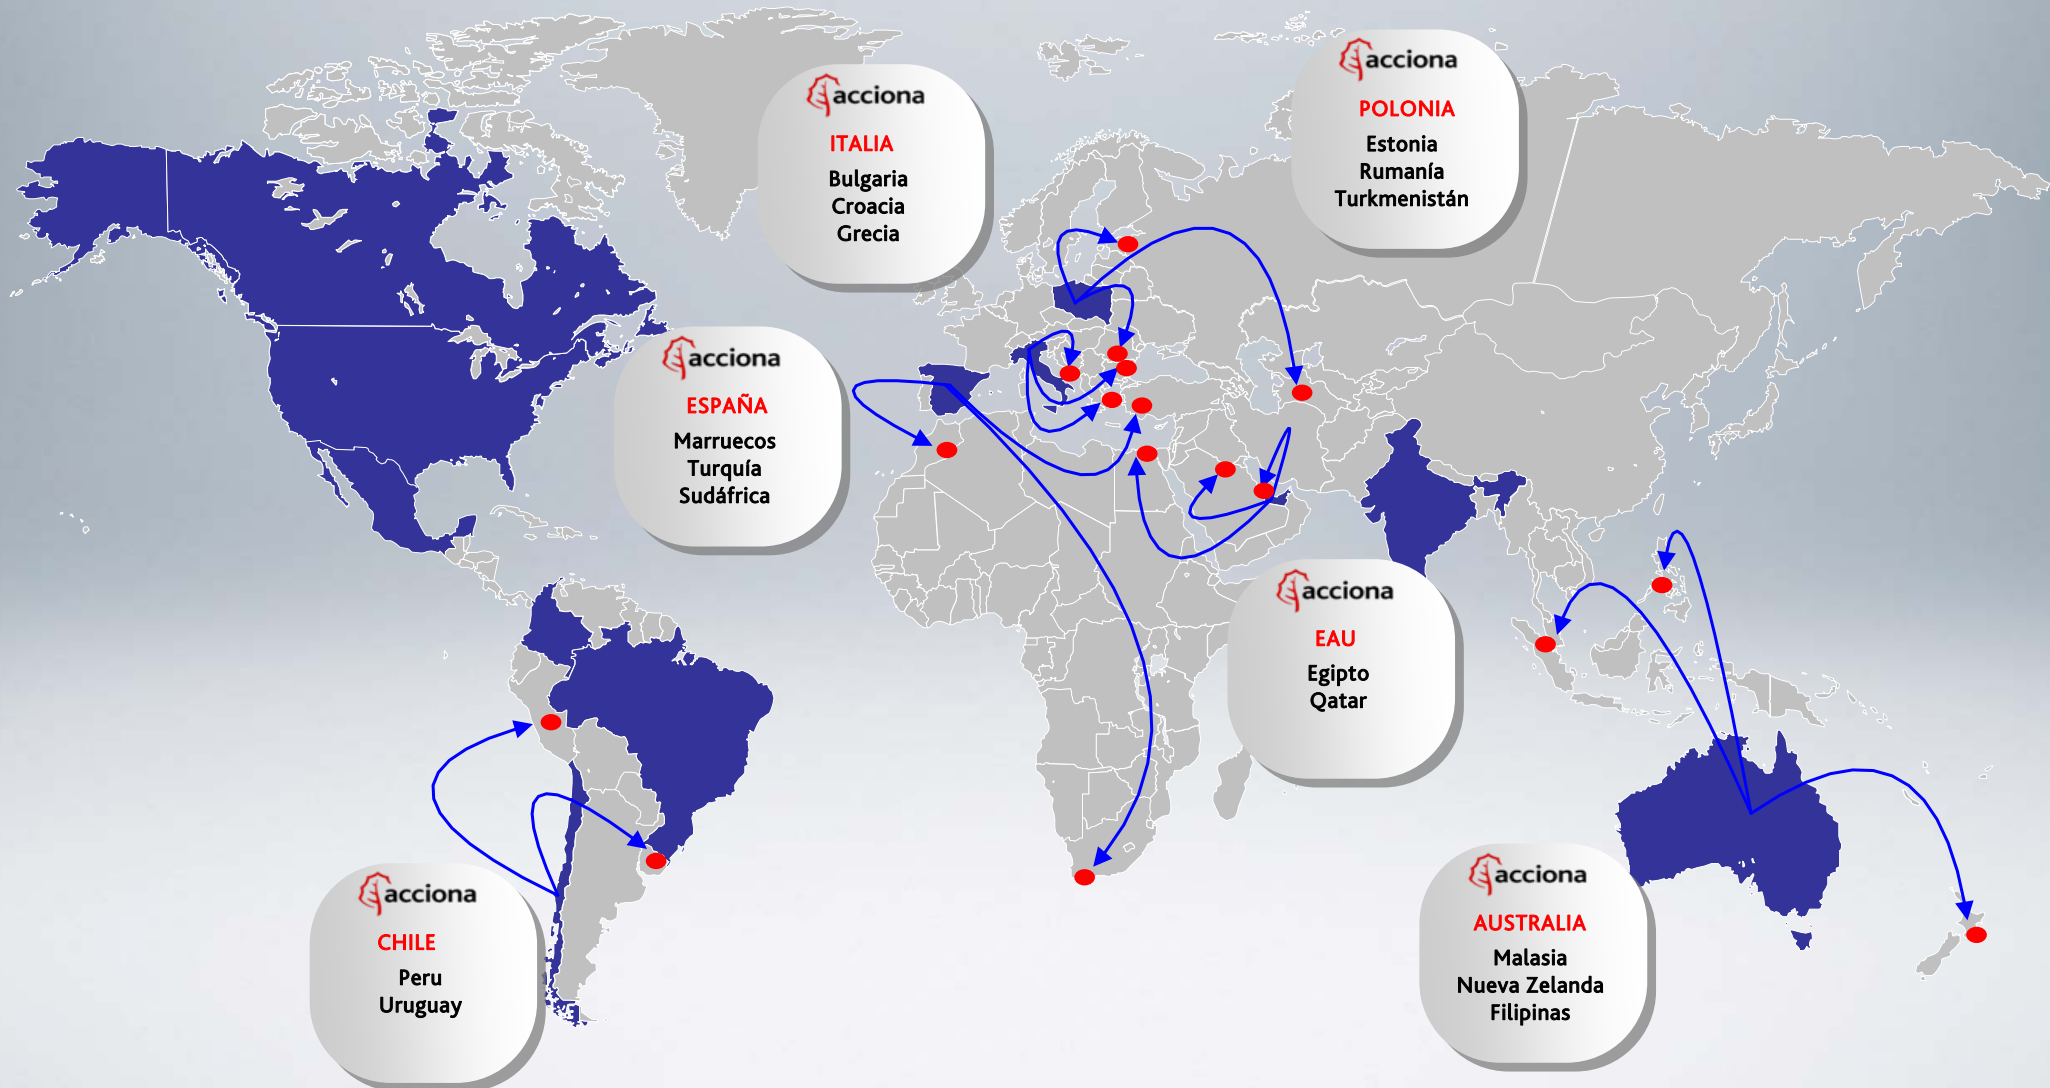 acciona
ITALIA
Bulgaria
Croacia
Grecia
acciona
POLONIA
Estonia
Rumanía
Turkmenistán
acciona
ESPAÑA
Marruecos
Turquía
Sudáfrica
acciona
EAU
Egipto
Qatar
acciona
CHILE
Peru
Uruguay
acciona
AUSTRALIA
Malasia
Nueva Zelanda
Filipinas